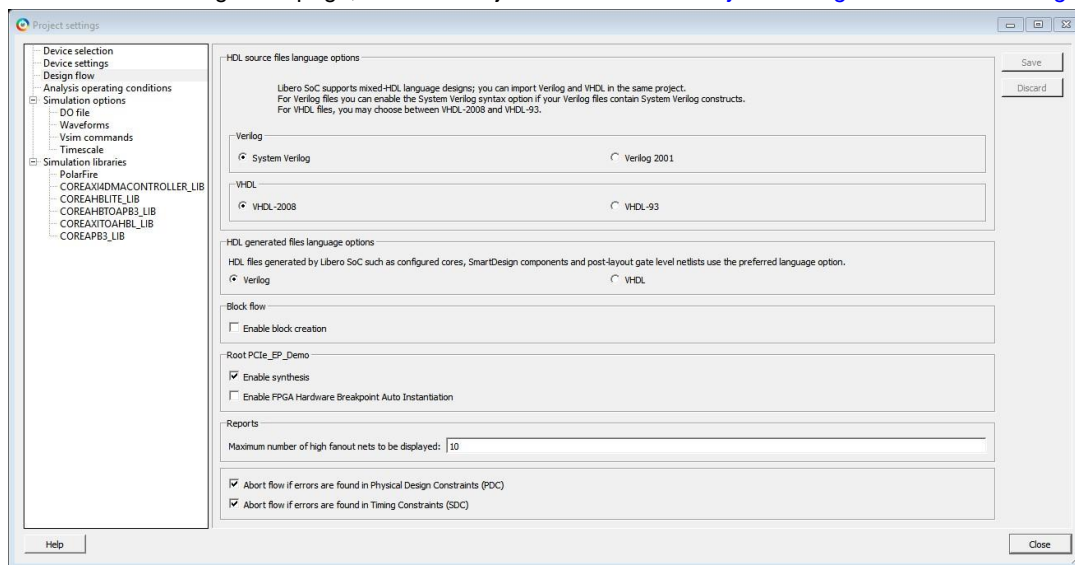 Project settings
Device selection
Device settings
Design flow
Analysis operating conditions
Simulation options
DO file
Waveforms
Vsim commands
Timescale
Simulation libraries
PolarFire
COREAXI4DMACONTROLLER_LIB
COREAHBLITE_LIB
COREAHBTOAPB3_LIB
COREAXITOAHBL_LIB
COREAPB3_LIB
HDL source files language options
Libero SoC supports mixed-HDL language designs; you can import Verilog and VHDL in the same project.
For Verilog files you can enable the System Verilog syntax option if your Verilog files contain System Verilog constructs.
For VHDL files, you may choose between VHDL-2008 and VHDL-93.
Verilog
System Verilog Verilog 2001
VHDL
VHDL-2008 VHDL-93
HDL generated files language options
HDL files generated by Libero SoC such as configured cores, SmartDesign components and post-layout gate level netlists use the preferred language option.
Verilog VHDL
Block flow
Enable block creation
Root PCIe_EP_Demo
Enable synthesis
Enable FPGA Hardware Breakpoint Auto Instantiation
Reports
Maximum number of high fanout nets to be displayed: 10
Abort flow if errors are found in Physical Design Constraints (PDC)
Abort flow if errors are found in Timing Constraints (SDC)
Save
Discard
Help
Close